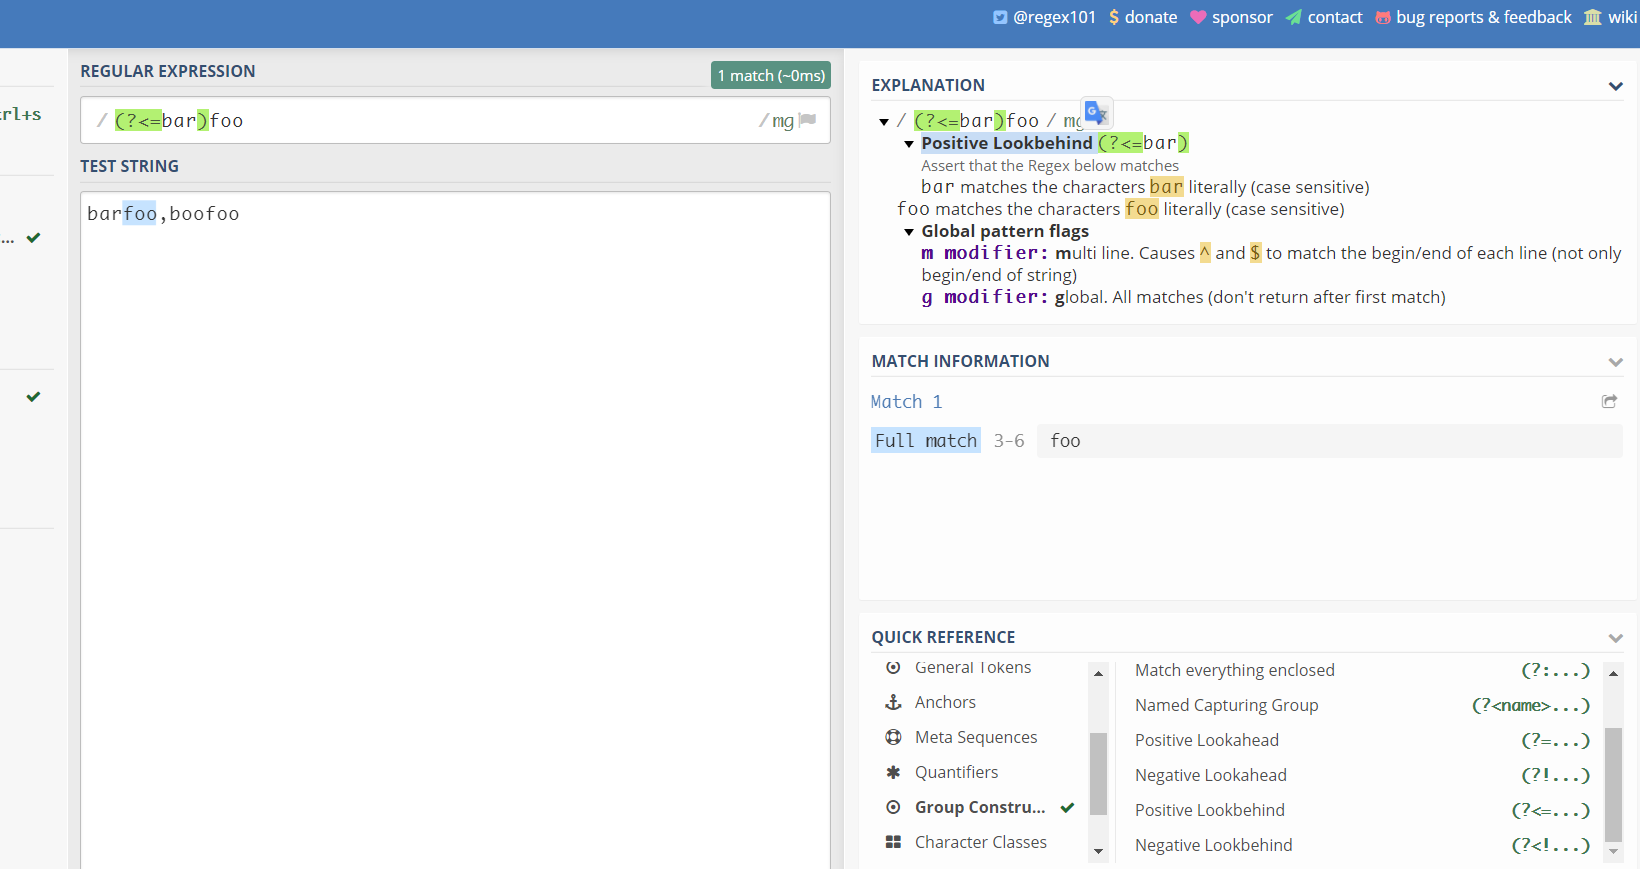 @regex101 $ donate sponsor contact bug reports & feedback wiki
rl+s
...
REGULAR EXPRESSION
1 match (~0ms)
/ (?<=bar)foo / mg
TEST STRING
barfoo,boofoo
EXPLANATION
/ (?<=bar)foo / mg
Positive Lookbehind (?<=bar)
Assert that the Regex below matches
bar matches the characters bar literally (case sensitive)
foo matches the characters foo literally (case sensitive)
Global pattern flags
m modifier: multi line. Causes ^ and $ to match the begin/end of each line (not only
begin/end of string)
g modifier: global. All matches (don't return after first match)
MATCH INFORMATION
Match 1
Full match 3-6 foo
QUICK REFERENCE
General Tokens
Anchors
Meta Sequences
Quantifiers
Group Constru...
Character Classes
Match everything enclosed (?:...)
Named Capturing Group (?<name>...)
Positive Lookahead (?=...)
Negative Lookahead (?!...)
Positive Lookbehind (?<=...)
Negative Lookbehind (?<!...)